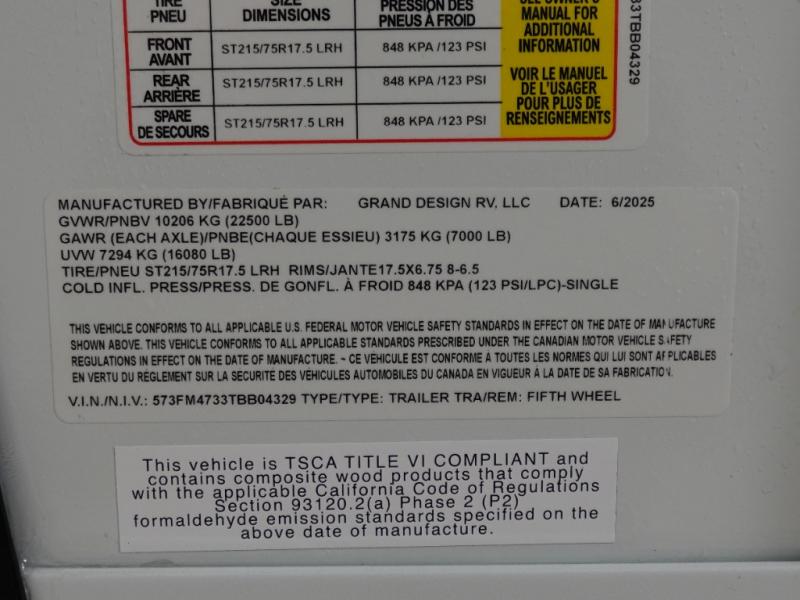 TIRE SIZE PRESSION DES SEE OWNER'S
PNEU DIMENSIONS PNEUS À FROID MANUAL FOR
ADDITIONAL
INFORMATION
FRONT ST215/75R17.5 LRH 848 KPA /123 PSI
AVANT
REAR ST215/75R17.5 LRH 848 KPA /123 PSI
ARRIÈRE
SPARE ST215/75R17.5 LRH 848 KPA /123 PSI
DE SECOURS
VOIR LE MANUEL
DE L'USAGER
POUR PLUS DE
RENSEIGNEMENTS
33TBB04329
MANUFACTURED BY/FABRIQUÉ PAR: GRAND DESIGN RV, LLC DATE: 6/2025
GVWR/PNBV 10206 KG (22500 LB)
GAWR (EACH AXLE)/PNBE(CHAQUE ESSIEU) 3175 KG (7000 LB)
UVW 7294 KG (16080 LB)
TIRE/PNEU ST215/75R17.5 LRH RIMS/JANTE17.5X6.75 8-6.5
COLD INFL. PRESS/PRESS. DE GONFL. À FROID 848 KPA (123 PSI/LPC)-SINGLE
THIS VEHICLE CONFORMS TO ALL APPLICABLE U.S. FEDERAL MOTOR VEHICLE SAFETY STANDARDS IN EFFECT ON THE DATE OF MANUFACTURE
SHOWN ABOVE. THIS VEHICLE CONFORMS TO ALL APPLICABLE STANDARDS PRESCRIBED UNDER THE CANADIAN MOTOR VEHICLE SAFETY
REGULATIONS IN EFFECT ON THE DATE OF MANUFACTURE. ~ CE VÉHICULE EST CONFORME À TOUTES LES NORMES QUI LUI SONT APPLICABLES
EN VERTU DU RÈGLEMENT SUR LA SECURITE DES VÉHICULES AUTOMOBILES DU CANADA EN VIGUEUR À LA DATE DE SA FABRICATION.
V.I.N./N.I.V.: 573FM4733TBB04329 TYPE/TYPE: TRAILER TRA/REM: FIFTH WHEEL
This vehicle is TSCA TITLE VI COMPLIANT and
contains composite wood products that comply
with the applicable California Code of Regulations
Section 93120.2(a) Phase 2 (P2)
formaldehyde emission standards specified on the
above date of manufacture.